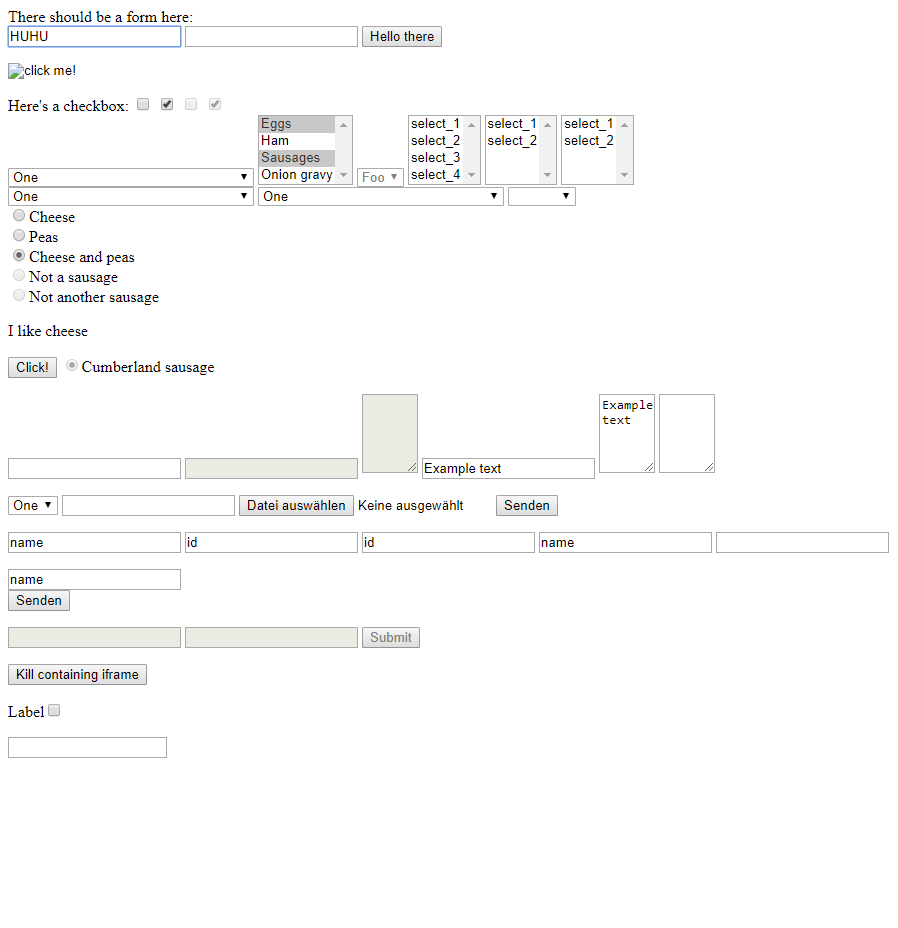 There should be a form here:
HUHU Hello there
click me!
Here's a checkbox:
Eggs
Ham
Sausages
Onion gravy
select_1
select_2
select_3
select_4
select_1
select_2
select_1
select_2
One Foo
One One
Cheese
Peas
Cheese and peas
Not a sausage
Not another sausage
I like cheese
Click! Cumberland sausage
Example text
Example
text
One Datei auswählen Keine ausgewählt Senden
name id id name
name
Senden
Submit
Kill containing iframe
Label